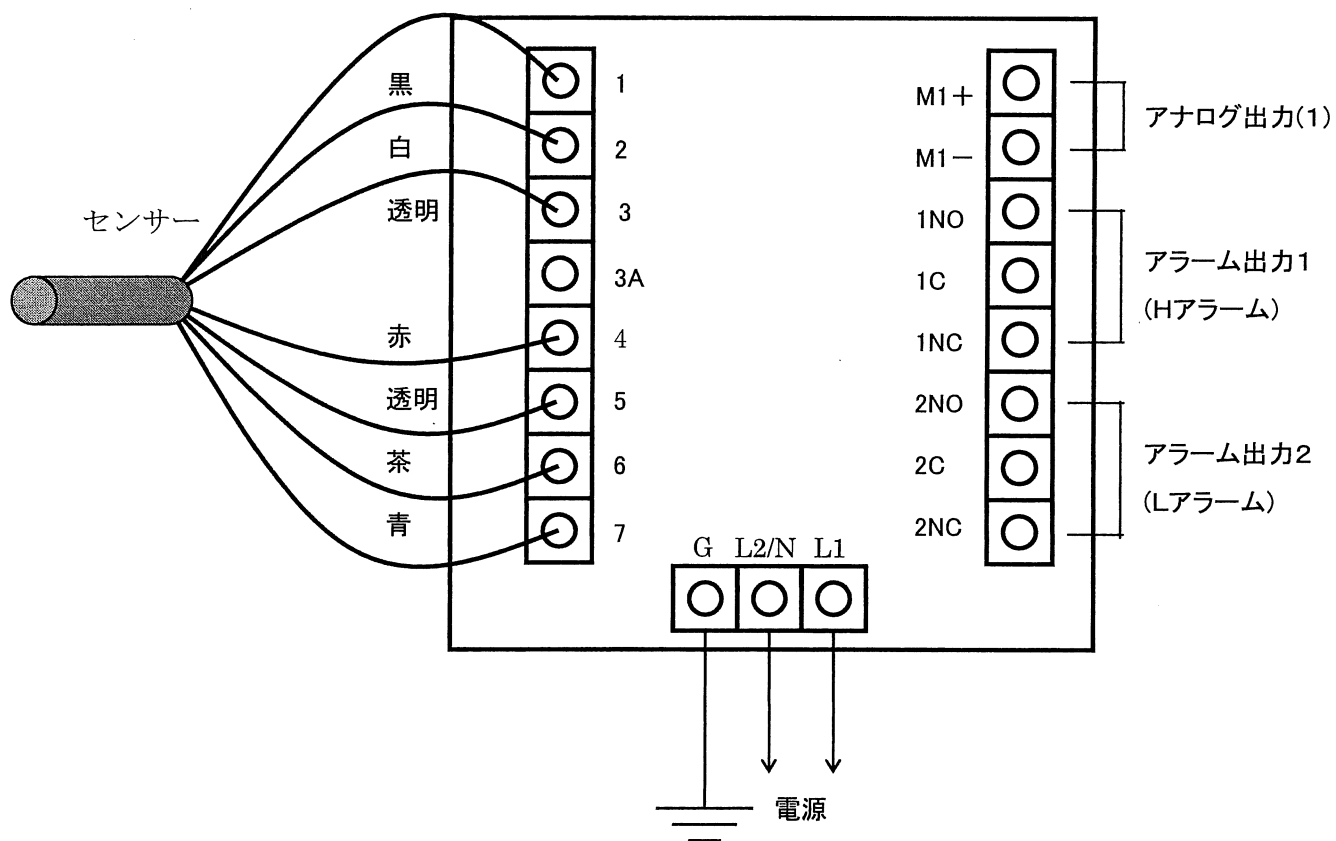 センサー
黒
白
透明
赤
透明
茶
青
1
2
3
3A
4
5
6
7
G L2/N L1
電源
M1+
M1-
1NO
1C
1NC
2NO
2C
2NC
アナログ出力(1)
アラーム出力1
(Hアラーム)
アラーム出力2
(Lアラーム)